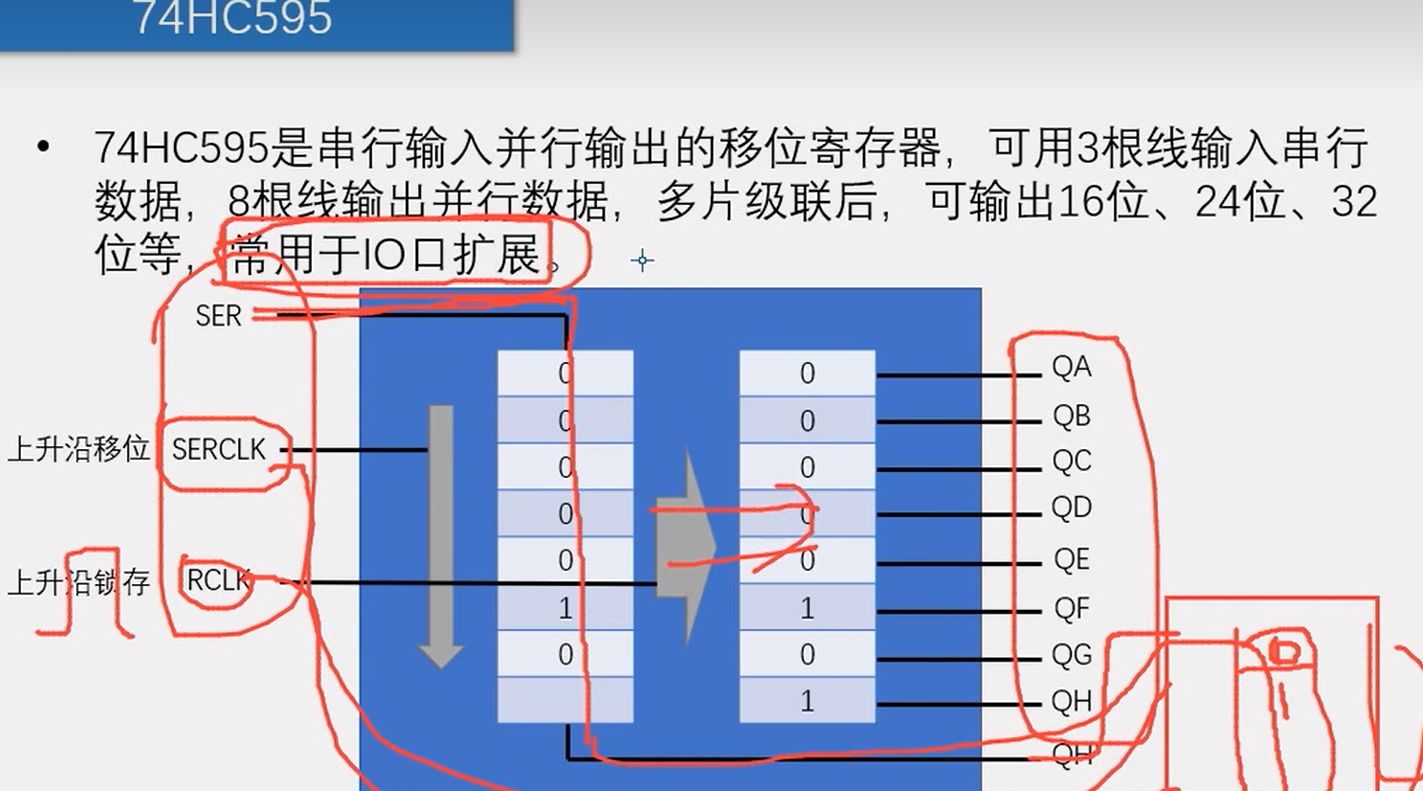 74HC595
• 74HC595是串行输入并行输出的移位寄存器，可用3根线输入串行
数据，8根线输出并行数据，多片级联后，可输出16位、24位、32
位等，常用于IO口扩展。
SER
上升沿移位 SERCLK
上升沿锁存 RCLK
0
0
0
0
0
1
0
0
0
0
0
0
1
0
1
QA
QB
QC
QD
QE
QF
QG
QH
QH'